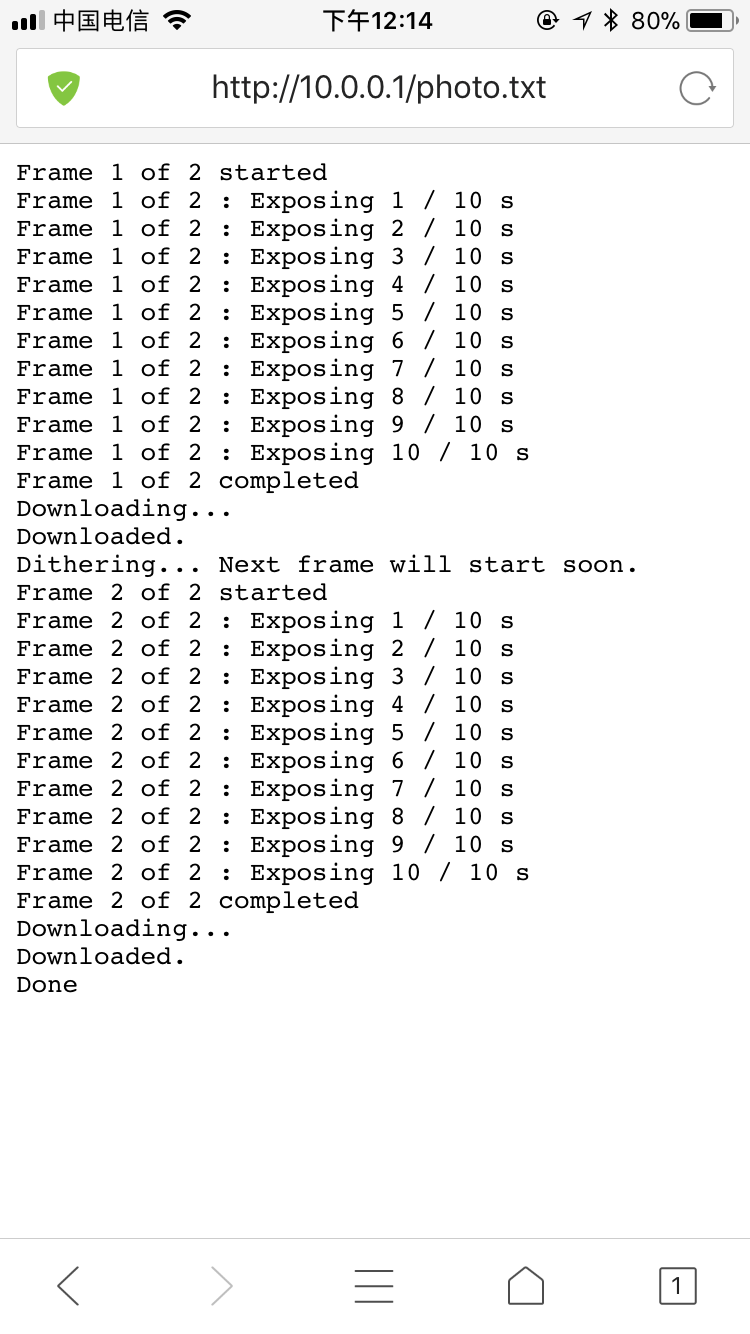 中国电信 下午12:14 80%
http://10.0.0.1/photo.txt
Frame 1 of 2 started
Frame 1 of 2 : Exposing 1 / 10 s
Frame 1 of 2 : Exposing 2 / 10 s
Frame 1 of 2 : Exposing 3 / 10 s
Frame 1 of 2 : Exposing 4 / 10 s
Frame 1 of 2 : Exposing 5 / 10 s
Frame 1 of 2 : Exposing 6 / 10 s
Frame 1 of 2 : Exposing 7 / 10 s
Frame 1 of 2 : Exposing 8 / 10 s
Frame 1 of 2 : Exposing 9 / 10 s
Frame 1 of 2 : Exposing 10 / 10 s
Frame 1 of 2 completed
Downloading...
Downloaded.
Dithering... Next frame will start soon.
Frame 2 of 2 started
Frame 2 of 2 : Exposing 1 / 10 s
Frame 2 of 2 : Exposing 2 / 10 s
Frame 2 of 2 : Exposing 3 / 10 s
Frame 2 of 2 : Exposing 4 / 10 s
Frame 2 of 2 : Exposing 5 / 10 s
Frame 2 of 2 : Exposing 6 / 10 s
Frame 2 of 2 : Exposing 7 / 10 s
Frame 2 of 2 : Exposing 8 / 10 s
Frame 2 of 2 : Exposing 9 / 10 s
Frame 2 of 2 : Exposing 10 / 10 s
Frame 2 of 2 completed
Downloading...
Downloaded.
Done
1